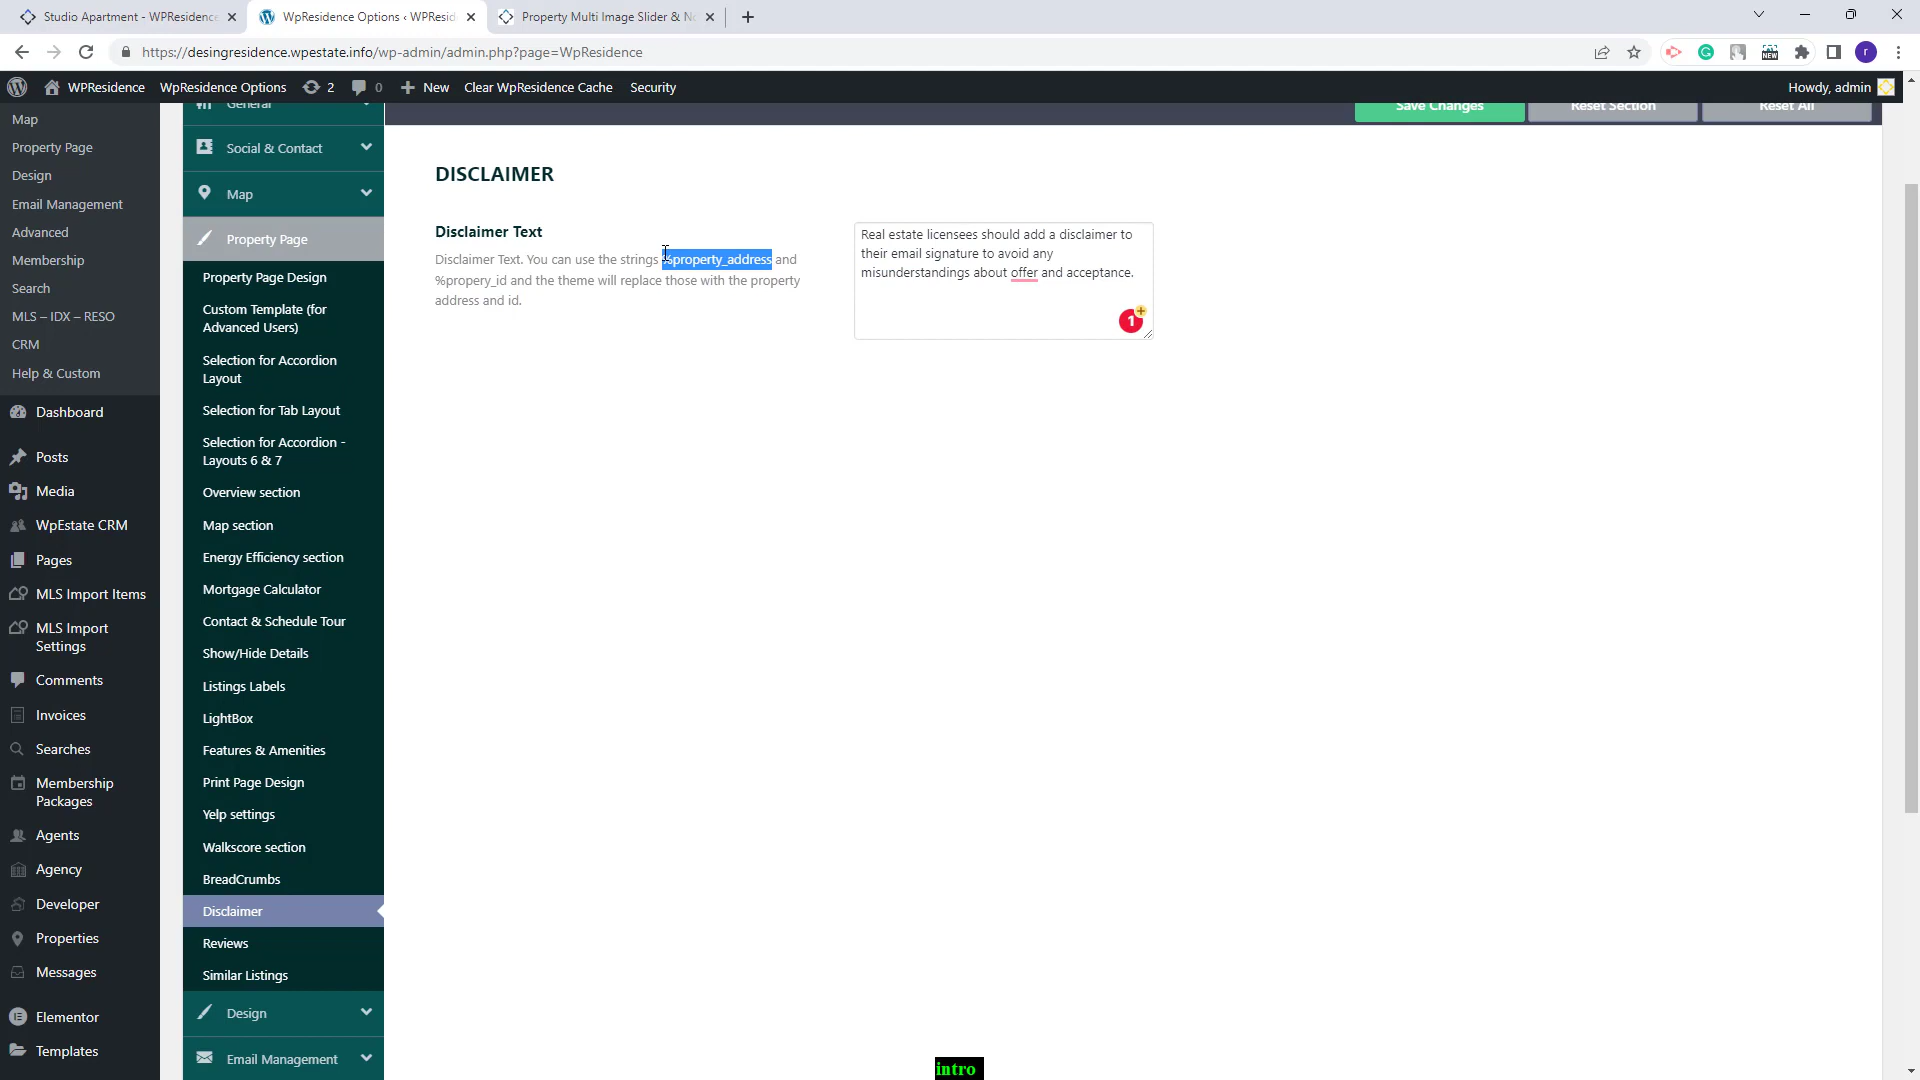 Studio Apartment - WPResidence
WpResidence Options ‹ WPResid
Property Multi Image Slider & N
https://desingresidence.wpestate.info/wp-admin/admin.php?page=WpResidence
NEW
r
WPResidence
WpResidence Options
2
0
New
Clear WpResidence Cache
Security
Howdy, admin
Map
Property Page
Design
Email Management
Advanced
Membership
Search
MLS – IDX – RESO
CRM
Help & Custom
Dashboard
Posts
Media
WpEstate CRM
Pages
MLS Import Items
MLS Import
Settings
Comments
Invoices
Searches
Membership
Packages
Agents
Agency
Developer
Properties
Messages
Elementor
Templates
General
Social & Contact
Map
Property Page
Property Page Design
Custom Template (for
Advanced Users)
Selection for Accordion
Layout
Selection for Tab Layout
Selection for Accordion -
Layouts 6 & 7
Overview section
Map section
Energy Efficiency section
Mortgage Calculator
Contact & Schedule Tour
Show/Hide Details
Listings Labels
LightBox
Features & Amenities
Print Page Design
Yelp settings
Walkscore section
BreadCrumbs
Disclaimer
Reviews
Similar Listings
Design
Email Management
Save Changes
Reset Section
Reset All
DISCLAIMER
Disclaimer Text
Disclaimer Text. You can use the strings %property_address and
%propery_id and the theme will replace those with the property
address and id.
Real estate licensees should add a disclaimer to
their email signature to avoid any
misunderstandings about offer and acceptance.
1
intro